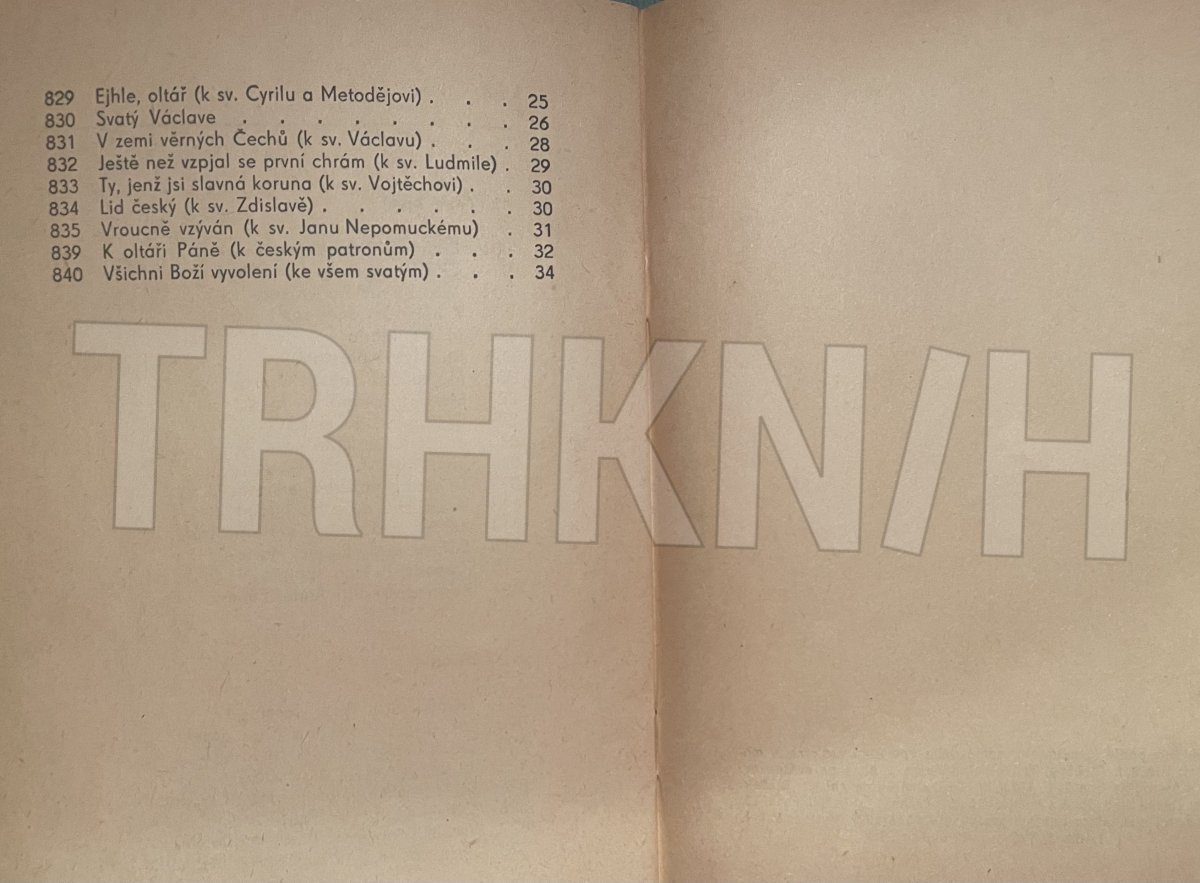 829 Ejhle, oltář (k sv. Cyrilu a Metodějovi) . . . 25
830 Svatý Václave . . . . . . . . 26
831 V zemi věrných Čechů (k sv. Václavu) . . . 28
832 Ještě než vzpjal se první chrám (k sv. Ludmile) . 29
833 Ty, jenž jsi slavná koruna (k sv. Vojtěchovi) . . 30
834 Lid český (k sv. Zdislavě) . . . . . . 30
835 Vroucně vzýván (k sv. Janu Nepomuckému) . 31
839 K oltáři Páně (k českým patronům) . . . 32
840 Všichni Boží vyvolení (ke všem svatým) . . . 34
TRHKN/H